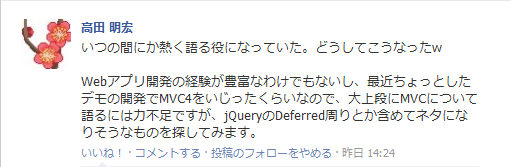 高田 明宏
いつの間にか熱く語る役になっていた。どうしてこうなったw
Webアプリ開発の経験が豊富なわけでもないし、最近ちょっとした
デモの開発でMVC4をいじったくらいなので、大上段にMVCについて
語るには力不足ですが、jQueryのDeferred周りとか含めてネタにな
りそうなものを探してみます。
いいね！・コメントする・投稿のフォローをやめる・昨日 14:24